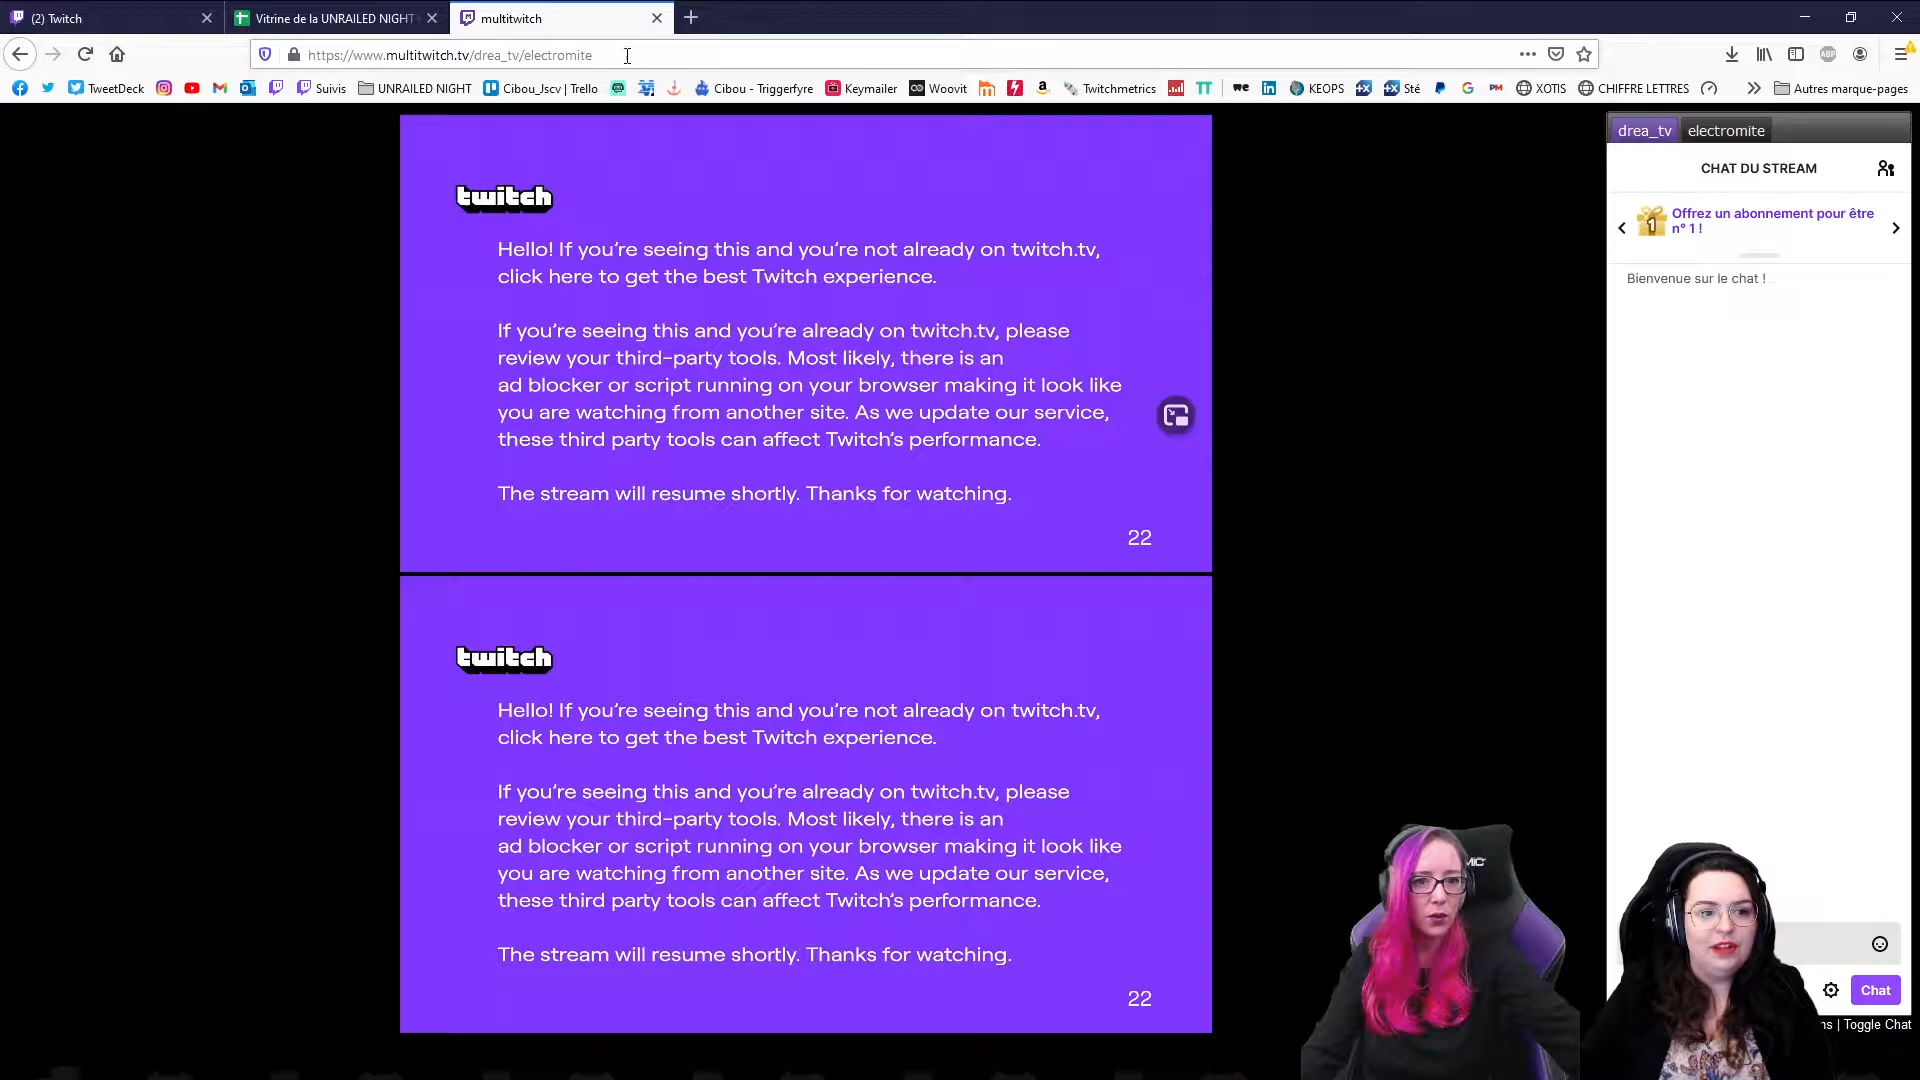 (2) Twitch
Vitrine de la UNRAILED NIGHT
multitwitch
https://www.multitwitch.tv/drea_tv/electromite
TweetDeck
Suivis
UNRAILED NIGHT
Cibou_Jscv | Trello
Cibou - Triggerfyre
Keymailer
Woovit
Twitchmetrics
TT
KEOPS
Sté
PM
XOTIS
CHIFFRE LETTRES
Autres marque-pages
ABP
twitch
Hello! If you're seeing this and you're not already on twitch.tv,
click here to get the best Twitch experience.
If you're seeing this and you're already on twitch.tv, please
review your third-party tools. Most likely, there is an
ad blocker or script running on your browser making it look like
you are watching from another site. As we update our service,
these third party tools can affect Twitch's performance.
The stream will resume shortly. Thanks for watching.
22
twitch
Hello! If you're seeing this and you're not already on twitch.tv,
click here to get the best Twitch experience.
If you're seeing this and you're already on twitch.tv, please
review your third-party tools. Most likely, there is an
ad blocker or script running on your browser making it look like
you are watching from another site. As we update our service,
these third party tools can affect Twitch's performance.
The stream will resume shortly. Thanks for watching.
22
drea_tv
electromite
CHAT DU STREAM
1
Offrez un abonnement pour être
n° 1 !
Bienvenue sur le chat !
Chat
ns | Toggle Chat